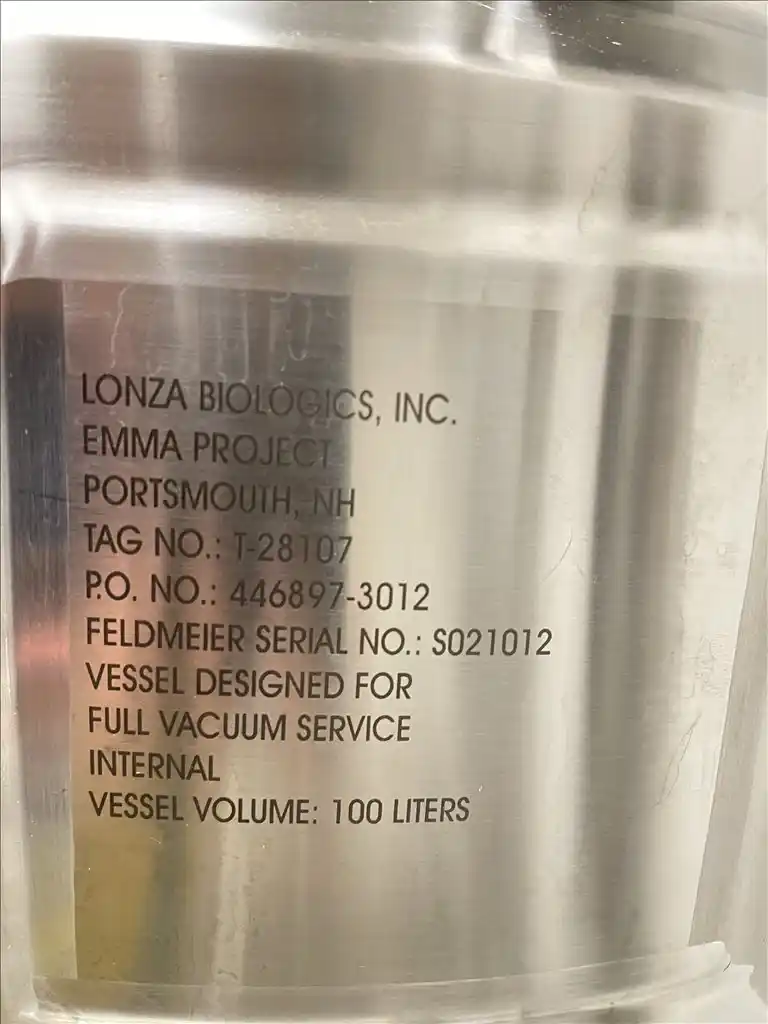 LONZA BIOLOGICS, INC.
EMMA PROJECT
PORTSMOUTH, NH
TAG NO.: T-28107
P.O. NO.: 446897-3012
FELDMEIER SERIAL NO.: S021012
VESSEL DESIGNED FOR
FULL VACUUM SERVICE
INTERNAL
VESSEL VOLUME: 100 LITERS